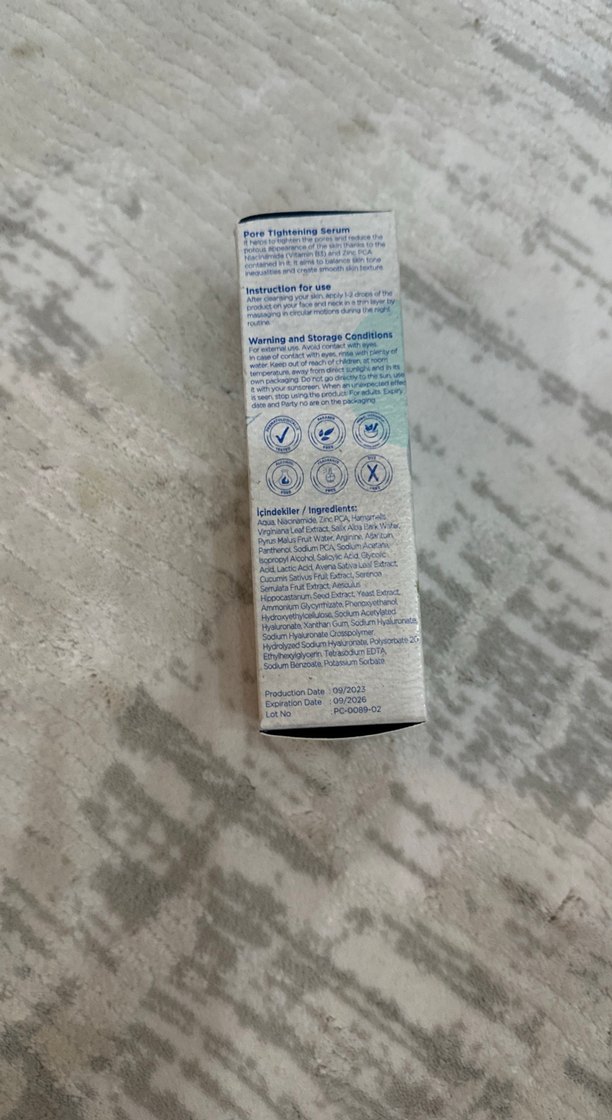 Pore Tightening Serum
It helps to tighten the pores and reduce the
porous appearance of the skin thanks to the
Niacinamide (Vitamin B3) and Zinc PCA
contained in it. It aims to balance skin tone
inequalities and create smooth skin texture.
Instruction for use
After cleansing your skin, apply 1-2 drops of the
product on your face and neck in a thin layer by
massaging in circular motions during the night
routine.
Warning and Storage Conditions
For external use. Avoid contact with eyes.
In case of contact with eyes, rinse with plenty of
water. Keep out of reach of children, at room
temperature, away from direct sunlight and in its
own packaging. Do not go directly to the sun, use
it with your sunscreen. When an unexpected effect
is seen, stop using the product. For adults. Expiry
date and Party no are on the packaging.
DERMATOLOGICALLY TESTED
PARABEN FREE
ALCOHOL FREE
FRAGRANCE FREE
DYE FREE
İçindekiler / Ingredients:
Aqua, Niacinamide, Zinc PCA, Hamamelis
Virginiana Leaf Extract, Salix Alba Bark Water,
Pyrus Malus Fruit Water, Arginine, Allantoin,
Panthenol, Sodium PCA, Sodium Acetate,
Isopropyl Alcohol, Salicylic Acid, Glycolic
Acid, Lactic Acid, Avena Sativa Leaf Extract,
Cucumis Sativus Fruit Extract, Serenoa
Serrulata Fruit Extract, Aesculus
Hippocastanum Seed Extract, Yeast Extract,
Ammonium Glycyrrhizate, Phenoxyethanol,
Hydroxyethylcellulose, Sodium Acetylated
Hyaluronate, Xanthan Gum, Sodium Hyaluronate,
Sodium Hyaluronate Crosspolymer,
Hydrolyzed Sodium Hyaluronate, Polysorbate 20,
Ethylhexylglycerin, Tetrasodium EDTA,
Sodium Benzoate, Potassium Sorbate.
Production Date : 09/2023
Expiration Date : 09/2026
Lot No : PC-0089-02